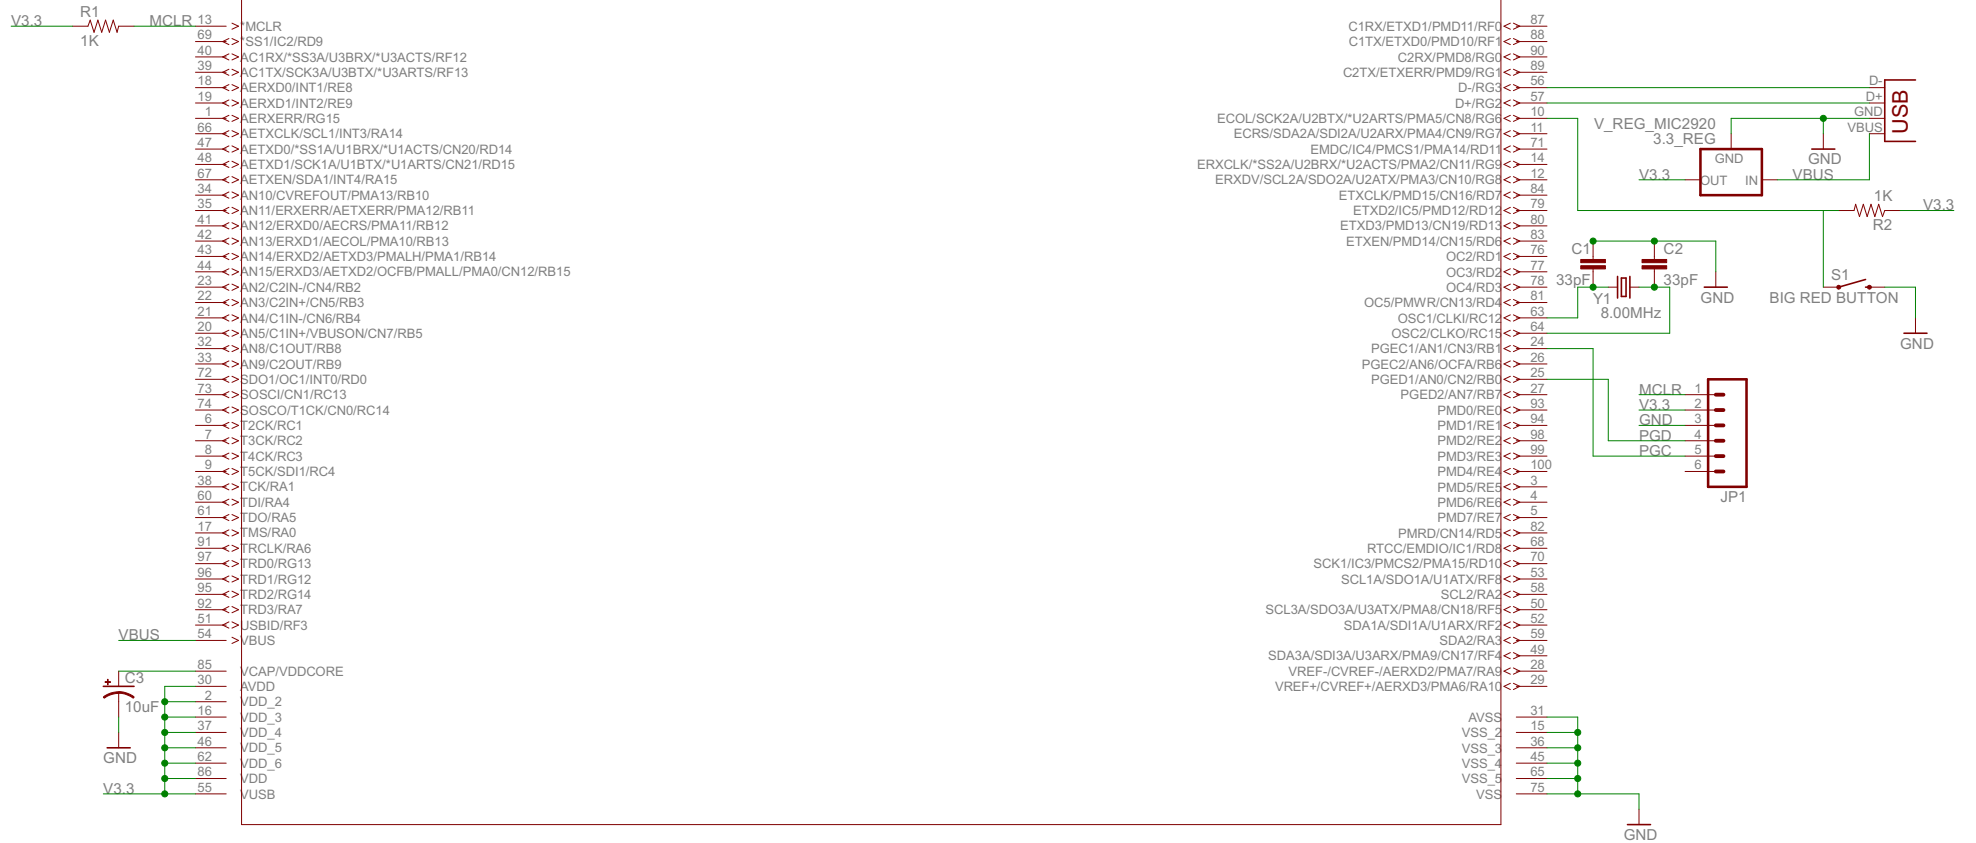 V3.3
R1
1K
MCLR
13 *MCLR
69 *SS1/IC2/RD9
40 AC1RX/*SS3A/U3BRX/*U3ACTS/RF12
39 AC1TX/SCK3A/U3BTX/*U3ARTS/RF13
18 AERXD0/INT1/RE8
19 AERXD1/INT2/RE9
1 AERXERR/RG15
66 AETXCLK/SCL1/INT3/RA14
47 AETXD0/*SS1A/U1BRX/*U1ACTS/CN20/RD14
48 AETXD1/SCK1A/U1BTX/*U1ARTS/CN21/RD15
67 AETXEN/SDA1/INT4/RA15
34 AN10/CVREFOUT/PMA13/RB10
35 AN11/ERXERR/AETXERR/PMA12/RB11
41 AN12/ERXD0/AECRS/PMA11/RB12
42 AN13/ERXD1/AECOL/PMA10/RB13
43 AN14/ERXD2/AETXD3/PMALH/PMA1/RB14
44 AN15/ERXD3/AETXD2/OCFB/PMALL/PMA0/CN12/RB15
23 AN2/C2IN-/CN4/RB2
22 AN3/C2IN+/CN5/RB3
21 AN4/C1IN-/CN6/RB4
20 AN5/C1IN+/VBUSON/CN7/RB5
32 AN8/C1OUT/RB8
33 AN9/C2OUT/RB9
72 SDO1/OC1/INT0/RD0
73 SOSCI/CN1/RC13
74 SOSCO/T1CK/CN0/RC14
6 T2CK/RC1
7 T3CK/RC2
8 T4CK/RC3
9 T5CK/SDI1/RC4
38 TCK/RA1
60 TDI/RA4
61 TDO/RA5
17 TMS/RA0
91 TRCLK/RA6
97 TRD0/RG13
96 TRD1/RG12
95 TRD2/RG14
92 TRD3/RA7
51 USBID/RF3
VBUS 54 VBUS
85 VCAP/VDDCORE
30 AVDD
2 VDD_2
16 VDD_3
37 VDD_4
46 VDD_5
62 VDD_6
86 VDD
V3.3 55 VUSB
+
C3
10uF
GND
C1RX/ETXD1/PMD11/RF0 87
C1TX/ETXD0/PMD10/RF1 88
C2RX/PMD8/RG0 90
C2TX/ETXERR/PMD9/RG1 89
D-/RG3 56
D+/RG2 57
ECOL/SCK2A/U2BTX/*U2ARTS/PMA5/CN8/RG6 10
ECRS/SDA2A/SDI2A/U2ARX/PMA4/CN9/RG7 11
EMDC/IC4/PMCS1/PMA14/RD11 71
ERXCLK/*SS2A/U2BRX/*U2ACTS/PMA2/CN11/RG9 14
ERXDV/SCL2A/SDO2A/U2ATX/PMA3/CN10/RG8 12
ETXCLK/PMD15/CN16/RD7 84
ETXD2/IC5/PMD12/RD12 79
ETXD3/PMD13/CN19/RD13 80
ETXEN/PMD14/CN15/RD6 83
OC2/RD1 76
OC3/RD2 77
OC4/RD3 78
OC5/PMWR/CN13/RD4 81
OSC1/CLKI/RC12 63
OSC2/CLKO/RC15 64
PGEC1/AN1/CN3/RB1 24
PGEC2/AN6/OCFA/RB6 26
PGED1/AN0/CN2/RB0 25
PGED2/AN7/RB7 27
PMD0/RE0 93
PMD1/RE1 94
PMD2/RE2 98
PMD3/RE3 99
PMD4/RE4 100
PMD5/RE5 3
PMD6/RE6 4
PMD7/RE7 5
PMRD/CN14/RD5 82
RTCC/EMDIO/IC1/RD8 68
SCK1/IC3/PMCS2/PMA15/RD10 70
SCL1A/SDO1A/U1ATX/RF8 53
SCL2/RA2 58
SCL3A/SDO3A/U3ATX/PMA8/CN18/RF5 50
SDA1A/SDI1A/U1ARX/RF2 52
SDA2/RA3 59
SDA3A/SDI3A/U3ARX/PMA9/CN17/RF4 49
VREF-/CVREF-/AERXD2/PMA7/RA9 28
VREF+/CVREF+/AERXD3/PMA6/RA10 29
AVSS 31
VSS_2 15
VSS_3 36
VSS_4 45
VSS_5 65
VSS 75
GND
D-
D+
GND
VBUS
USB
V_REG_MIC2920
3.3_REG
GND
V3.3 OUT IN VBUS
GND
1K
R2
V3.3
C1
33pF
C2
33pF
Y1
8.00MHz
GND
S1
BIG RED BUTTON
GND
MCLR 1
V3.3 2
GND 3
PGD 4
PGC 5
6
JP1